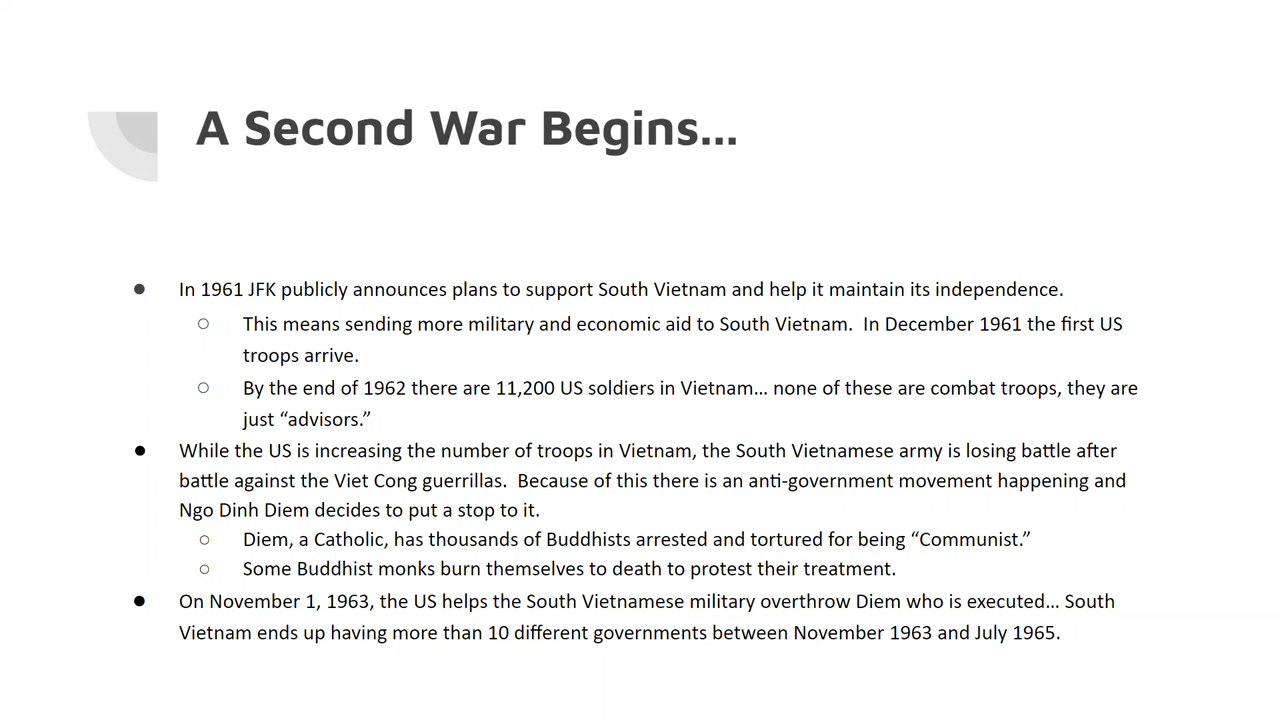 A Second War Begins...
● In 1961 JFK publicly announces plans to support South Vietnam and help it maintain its independence.
○ This means sending more military and economic aid to South Vietnam.  In December 1961 the first US
troops arrive.
○ By the end of 1962 there are 11,200 US soldiers in Vietnam... none of these are combat troops, they are
just “advisors.”
● While the US is increasing the number of troops in Vietnam, the South Vietnamese army is losing battle after
battle against the Viet Cong guerrillas.  Because of this there is an anti-government movement happening and
Ngo Dinh Diem decides to put a stop to it.
○ Diem, a Catholic, has thousands of Buddhists arrested and tortured for being “Communist.”
○ Some Buddhist monks burn themselves to death to protest their treatment.
● On November 1, 1963, the US helps the South Vietnamese military overthrow Diem who is executed... South
Vietnam ends up having more than 10 different governments between November 1963 and July 1965.